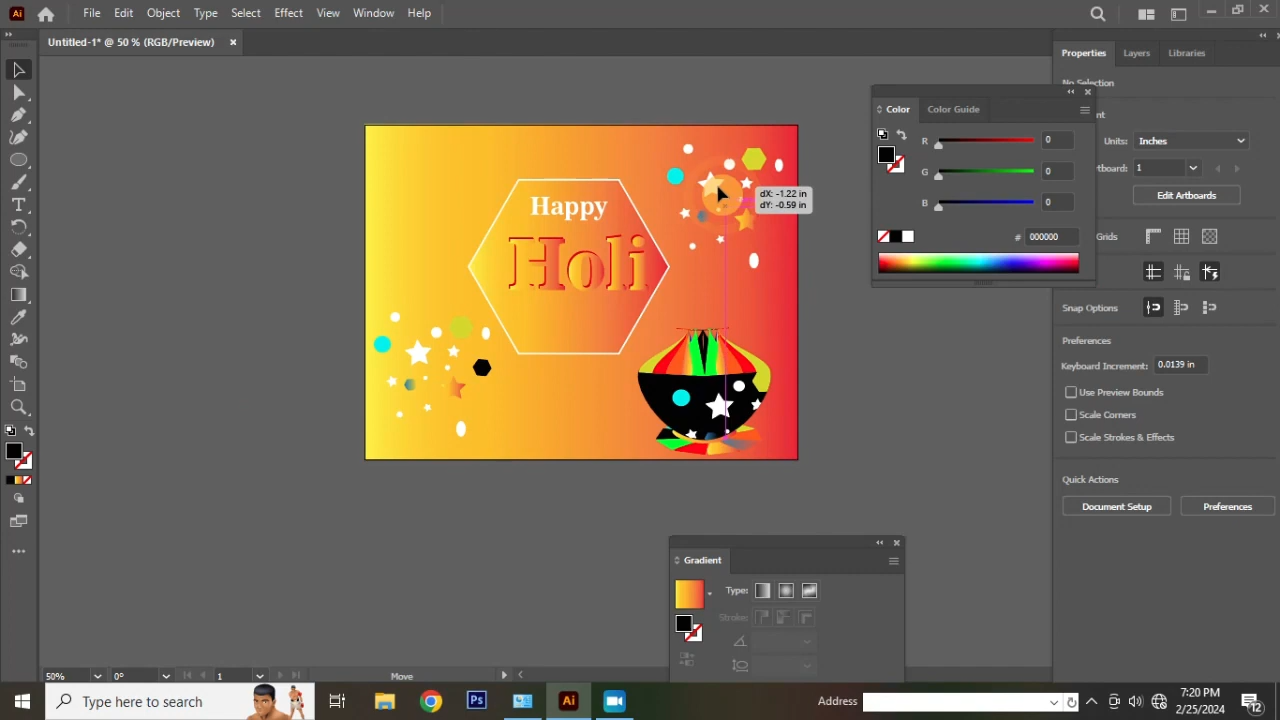 Ai File Edit Object Type Select Effect View Window Help
Untitled-1* @ 50 % (RGB/Preview)
Properties Layers Libraries
No Selection
Color Color Guide
R 0
G 0
B 0
# 000000
Units: Inches
1
Edit Artboards
Grids
Snap Options
Preferences
Keyboard Increment: 0.0139 in
Use Preview Bounds
Scale Corners
Scale Strokes & Effects
Quick Actions
Document Setup Preferences
Happy
Holi
dX: -1.22 in
dY: -0.59 in
Gradient
Type:
Stroke:
50% 0° 1 Move
Type here to search
Ps Ai
Address
7:20 PM
2/25/2024
12